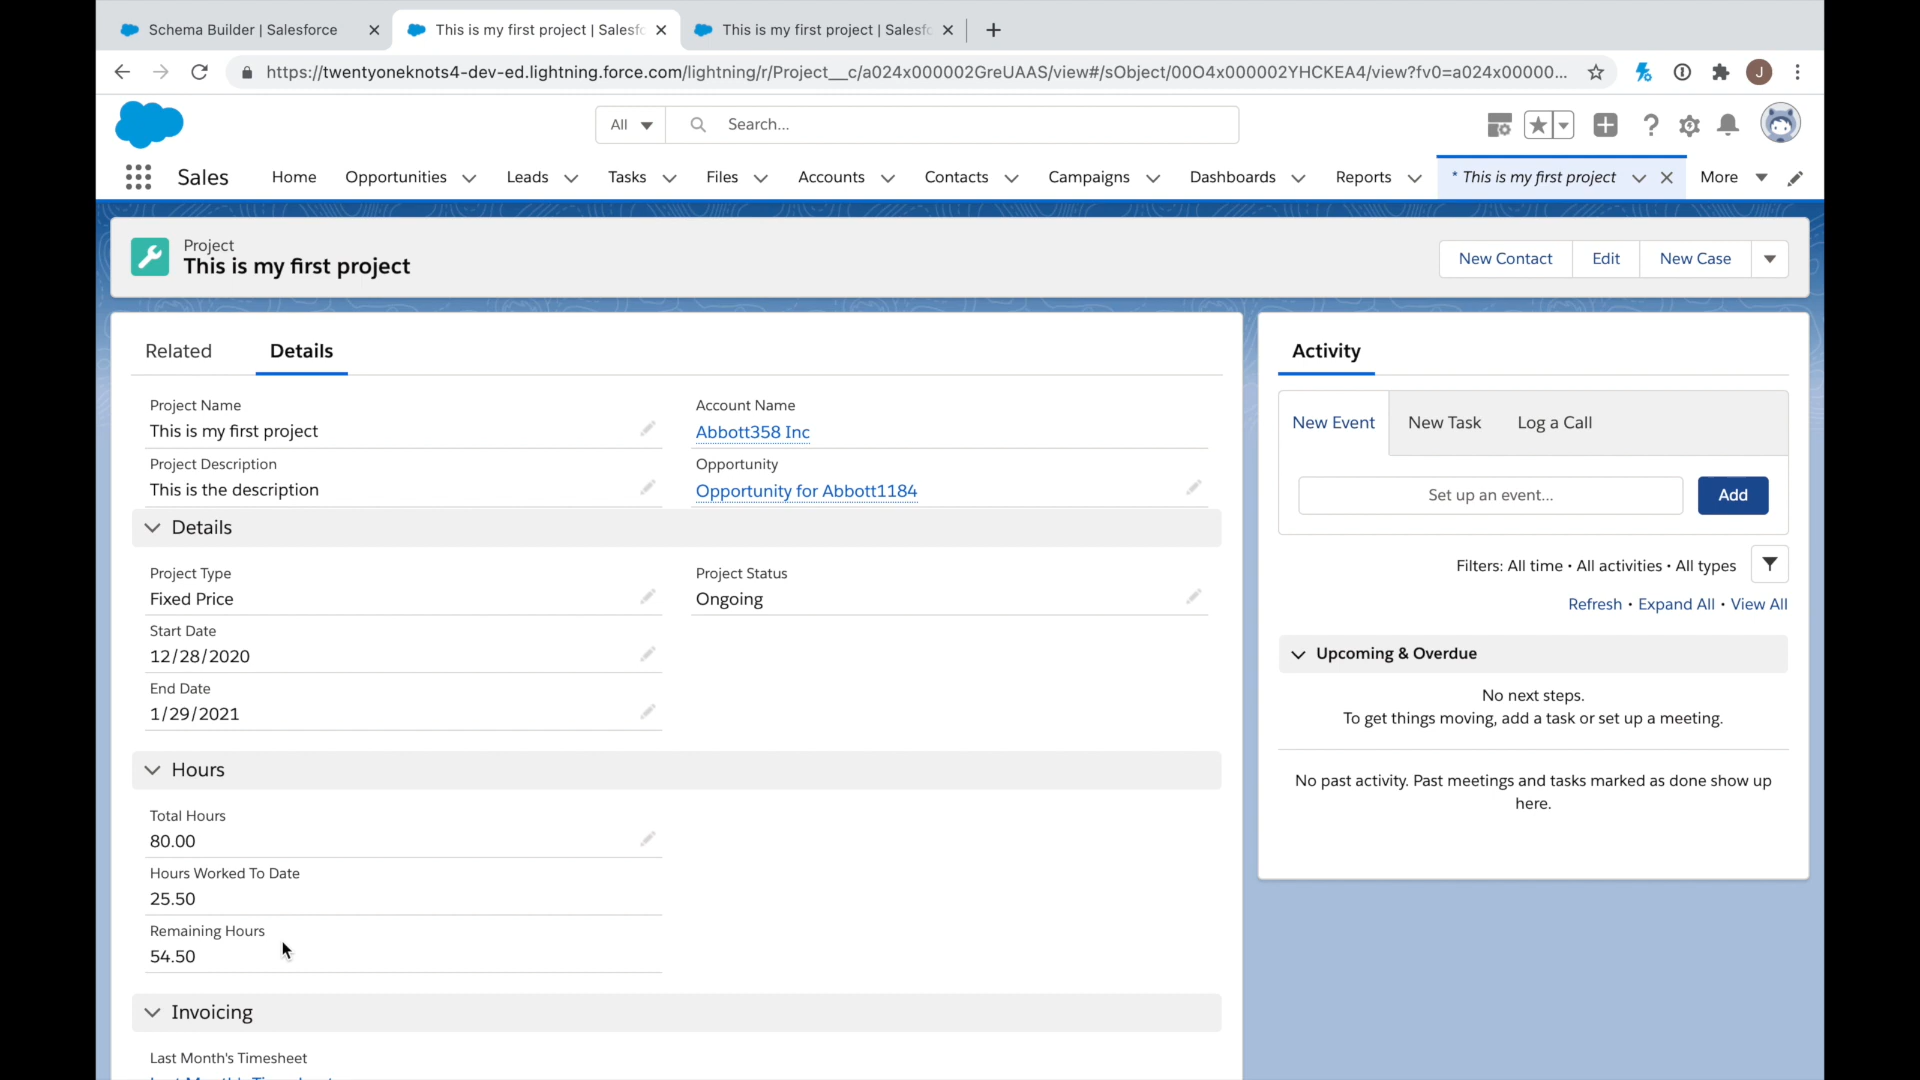 Schema Builder | Salesforce
This is my first project | Salesfc
This is my first project | Salesfc
https://twentyoneknots4-dev-ed.lightning.force.com/lightning/r/Project__c/a024x000002GreUAAS/view#/sObject/00O4x000002YHCKEA4/view?fv0=a024x00000...
J
All
Search...
Sales
Home
Opportunities
Leads
Tasks
Files
Accounts
Contacts
Campaigns
Dashboards
Reports
* This is my first project
More
Project
This is my first project
New Contact
Edit
New Case
Related
Details
Project Name
This is my first project
Account Name
Abbott358 Inc
Project Description
This is the description
Opportunity
Opportunity for Abbott1184
Details
Project Type
Fixed Price
Project Status
Ongoing
Start Date
12/28/2020
End Date
1/29/2021
Hours
Total Hours
80.00
Hours Worked To Date
25.50
Remaining Hours
54.50
Invoicing
Last Month's Timesheet
Activity
New Event
New Task
Log a Call
Set up an event...
Add
Filters: All time • All activities • All types
Refresh • Expand All • View All
Upcoming & Overdue
No next steps.
To get things moving, add a task or set up a meeting.
No past activity. Past meetings and tasks marked as done show up
here.